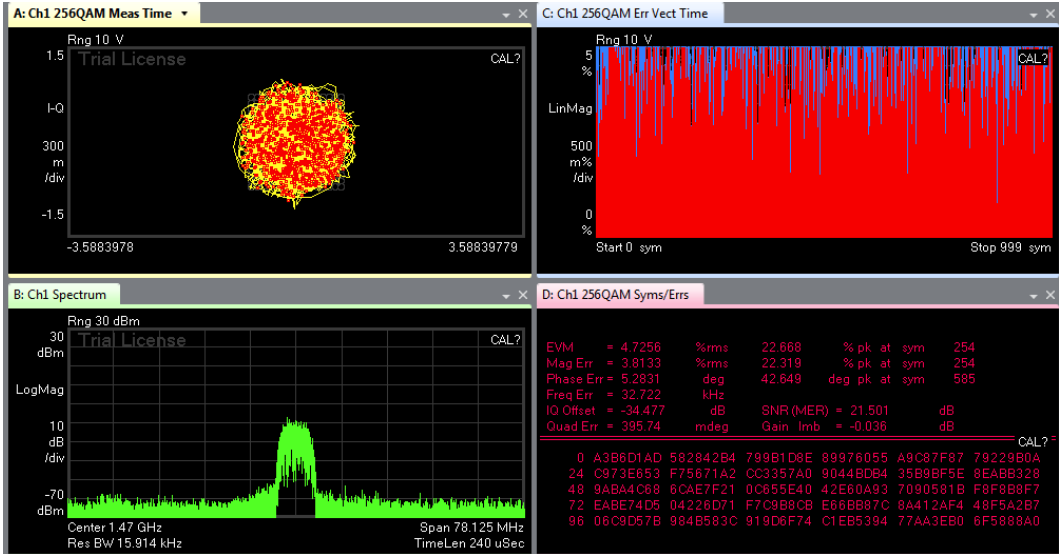 A: Ch1 256QAM Meas Time
Rng 10 V
1.5
Trial License
CAL?
I-Q
300
m
/div
-1.5
-3.5883978
3.58839779
C: Ch1 256QAM Err Vect Time
Rng 10 V
5
%
CAL?
LinMag
500
m%
/div
0
%
Start 0 sym
Stop 999 sym
B: Ch1 Spectrum
Rng 30 dBm
30
dBm
Trial License
CAL?
LogMag
10
dB
/div
-70
dBm
Center 1.47 GHz
Span 78.125 MHz
Res BW 15.914 kHz
TimeLen 240 uSec
D: Ch1 256QAM Syms/Errs
EVM = 4.7256 %rms 22.668 % pk at sym 254
Mag Err = 3.8133 %rms 22.319 % pk at sym 254
Phase Err = 5.2831 deg 42.649 deg pk at sym 585
Freq Err = 32.722 kHz
IQ Offset = -34.477 dB SNR (MER) = 21.501 dB
Quad Err = 395.74 mdeg Gain Imb = -0.036 dB
CAL?
0 A3B6D1AD 582842B4 799B1D8E 89976055 A9C87F87 79229B0A
24 C973E653 F75671A2 CC3357A0 9044BDB4 35B9BF5E 8EABB328
48 9ABA4C68 6CAE7F21 0C655E40 42E60A93 7090581B F8F8B8F7
72 EABE74D5 04226D71 F7C9B8CB E66BB87C 8A412AF4 48F5A2B7
96 06C9D57B 984B583C 919D6F74 C1EB5394 77AA3EB0 6F5888A0